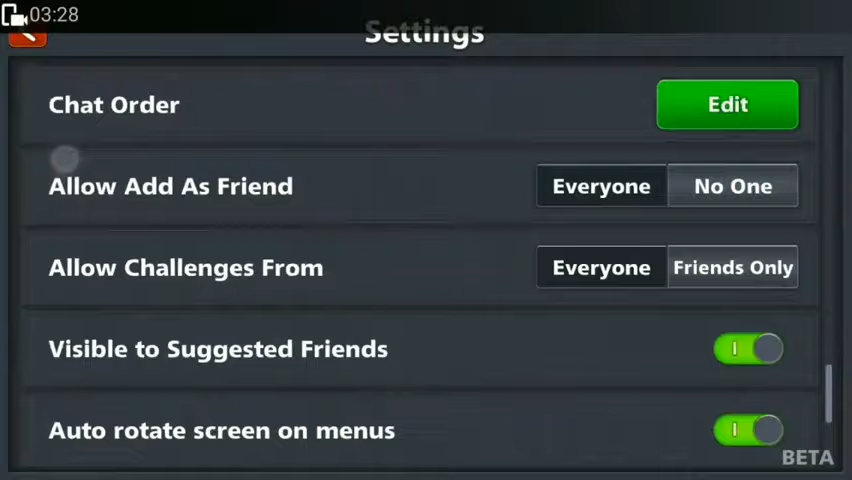 03:28
Settings
Chat Order
Edit
Allow Add As Friend
Everyone
No One
Allow Challenges From
Everyone
Friends Only
Visible to Suggested Friends
Auto rotate screen on menus
BETA